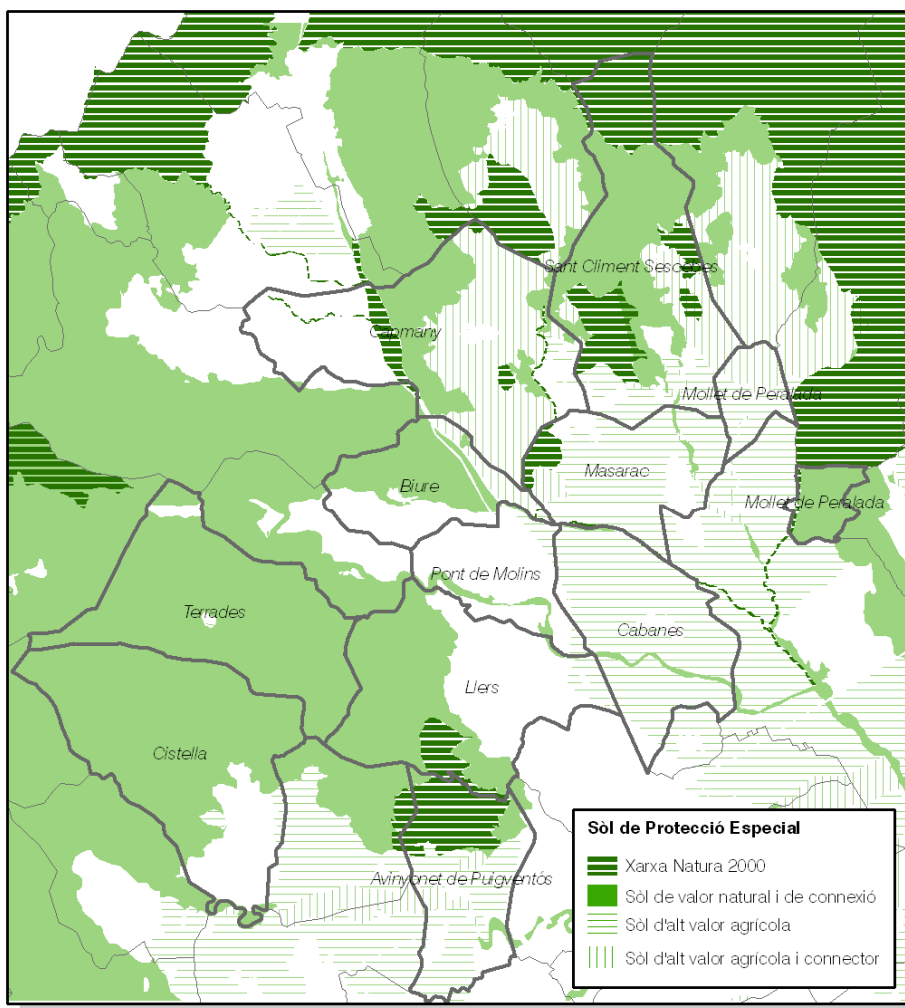 Sant Climent Sescebes
Capmany
Mollet de Peralada
Masarac
Biure
Mollet de Peralada
Pont de Molins
Terrades
Cabanes
Llers
Cistella
Avinyonet de Puigventós
Sòl de Protecció Especial
Xarxa Natura 2000
Sòl de valor natural i de connexió
Sòl d'alt valor agrícola
Sòl d'alt valor agrícola i connector